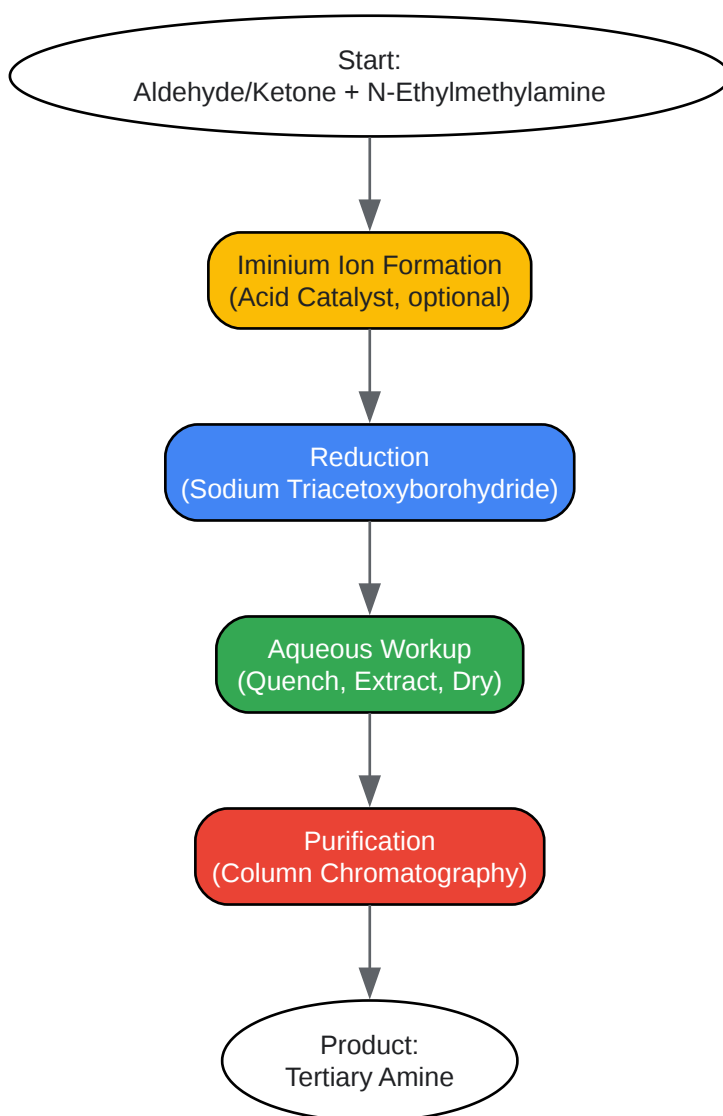 Start:
Aldehyde/Ketone + N-Ethylmethylamine
Iminium Ion Formation
(Acid Catalyst, optional)
Reduction
(Sodium Triacetoxyborohydride)
Aqueous Workup
(Quench, Extract, Dry)
Purification
(Column Chromatography)
Product:
Tertiary Amine